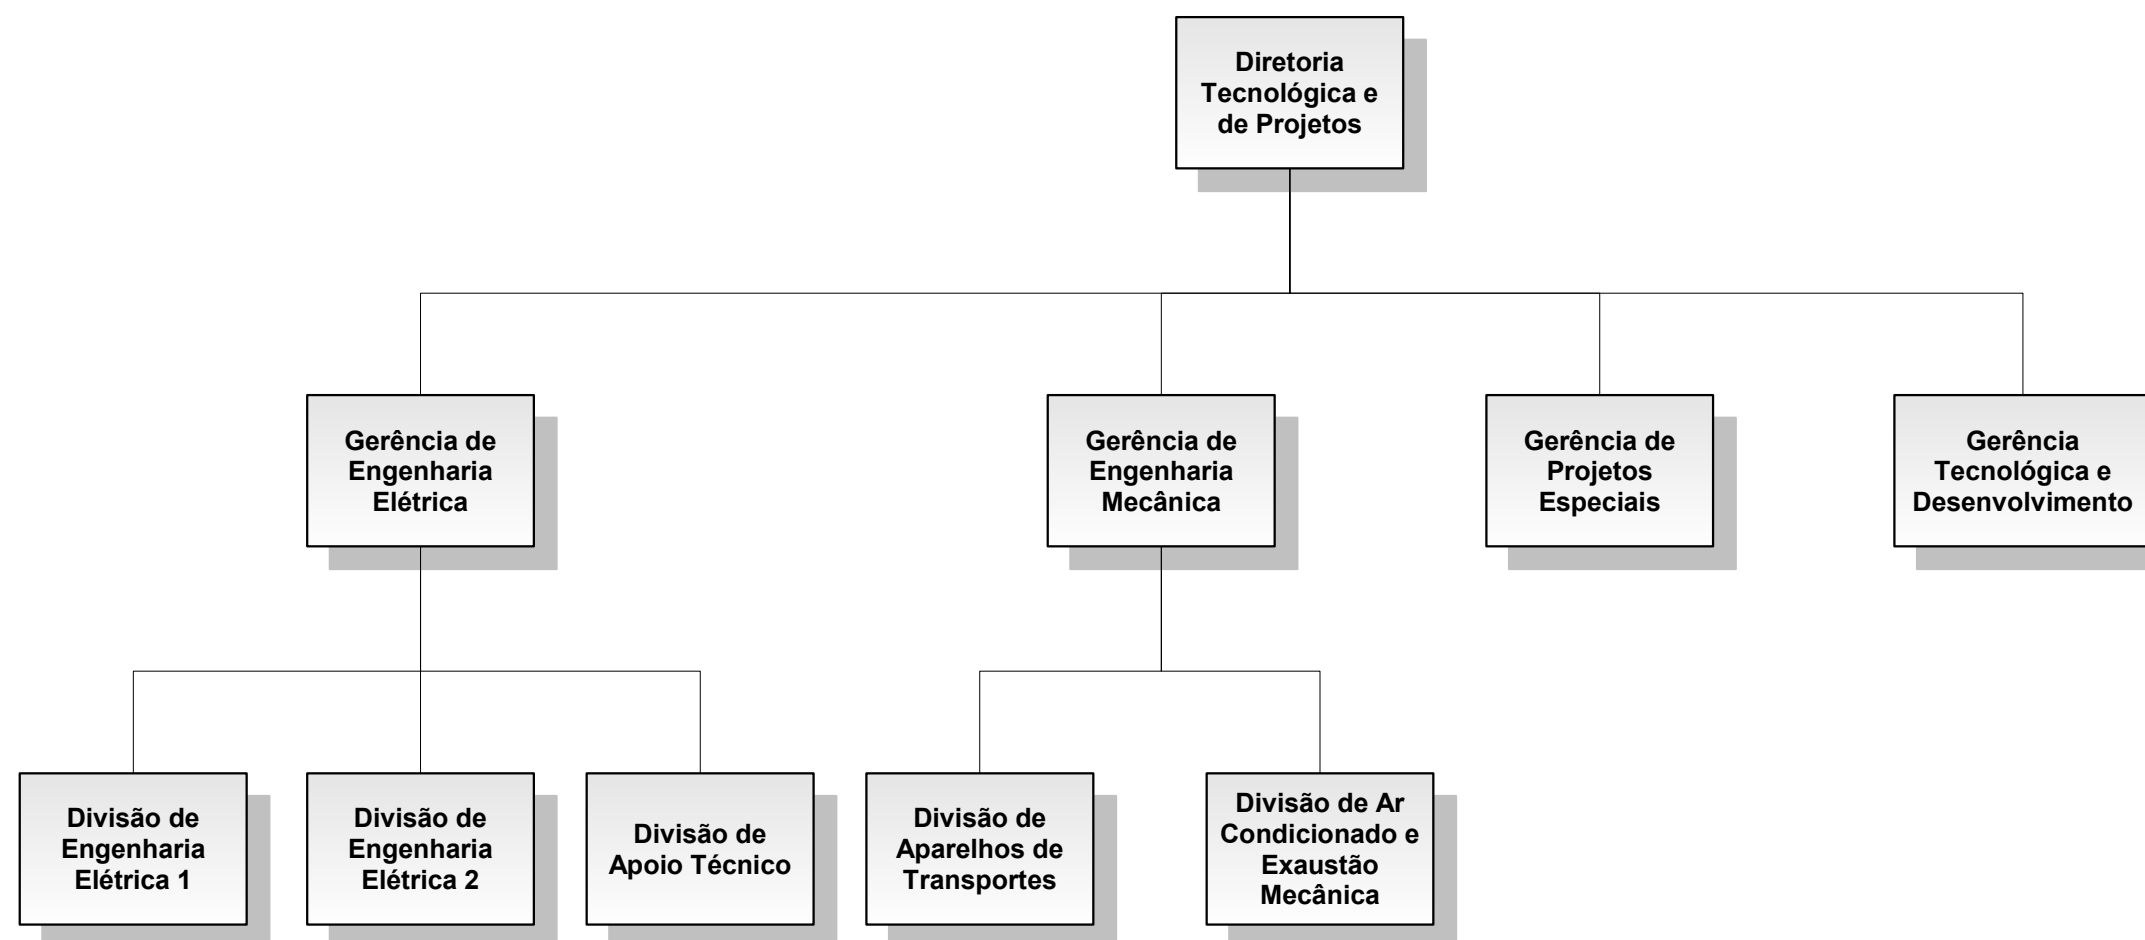 Diretoria
Tecnológica e
de Projetos
Gerência de
Engenharia
Elétrica
Gerência de
Engenharia
Mecânica
Gerência de
Projetos
Especiais
Gerência
Tecnológica e
Desenvolvimento
Divisão de
Engenharia
Elétrica 1
Divisão de
Engenharia
Elétrica 2
Divisão de
Apoio Técnico
Divisão de
Aparelhos de
Transportes
Divisão de Ar
Condicionado e
Exaustão
Mecânica